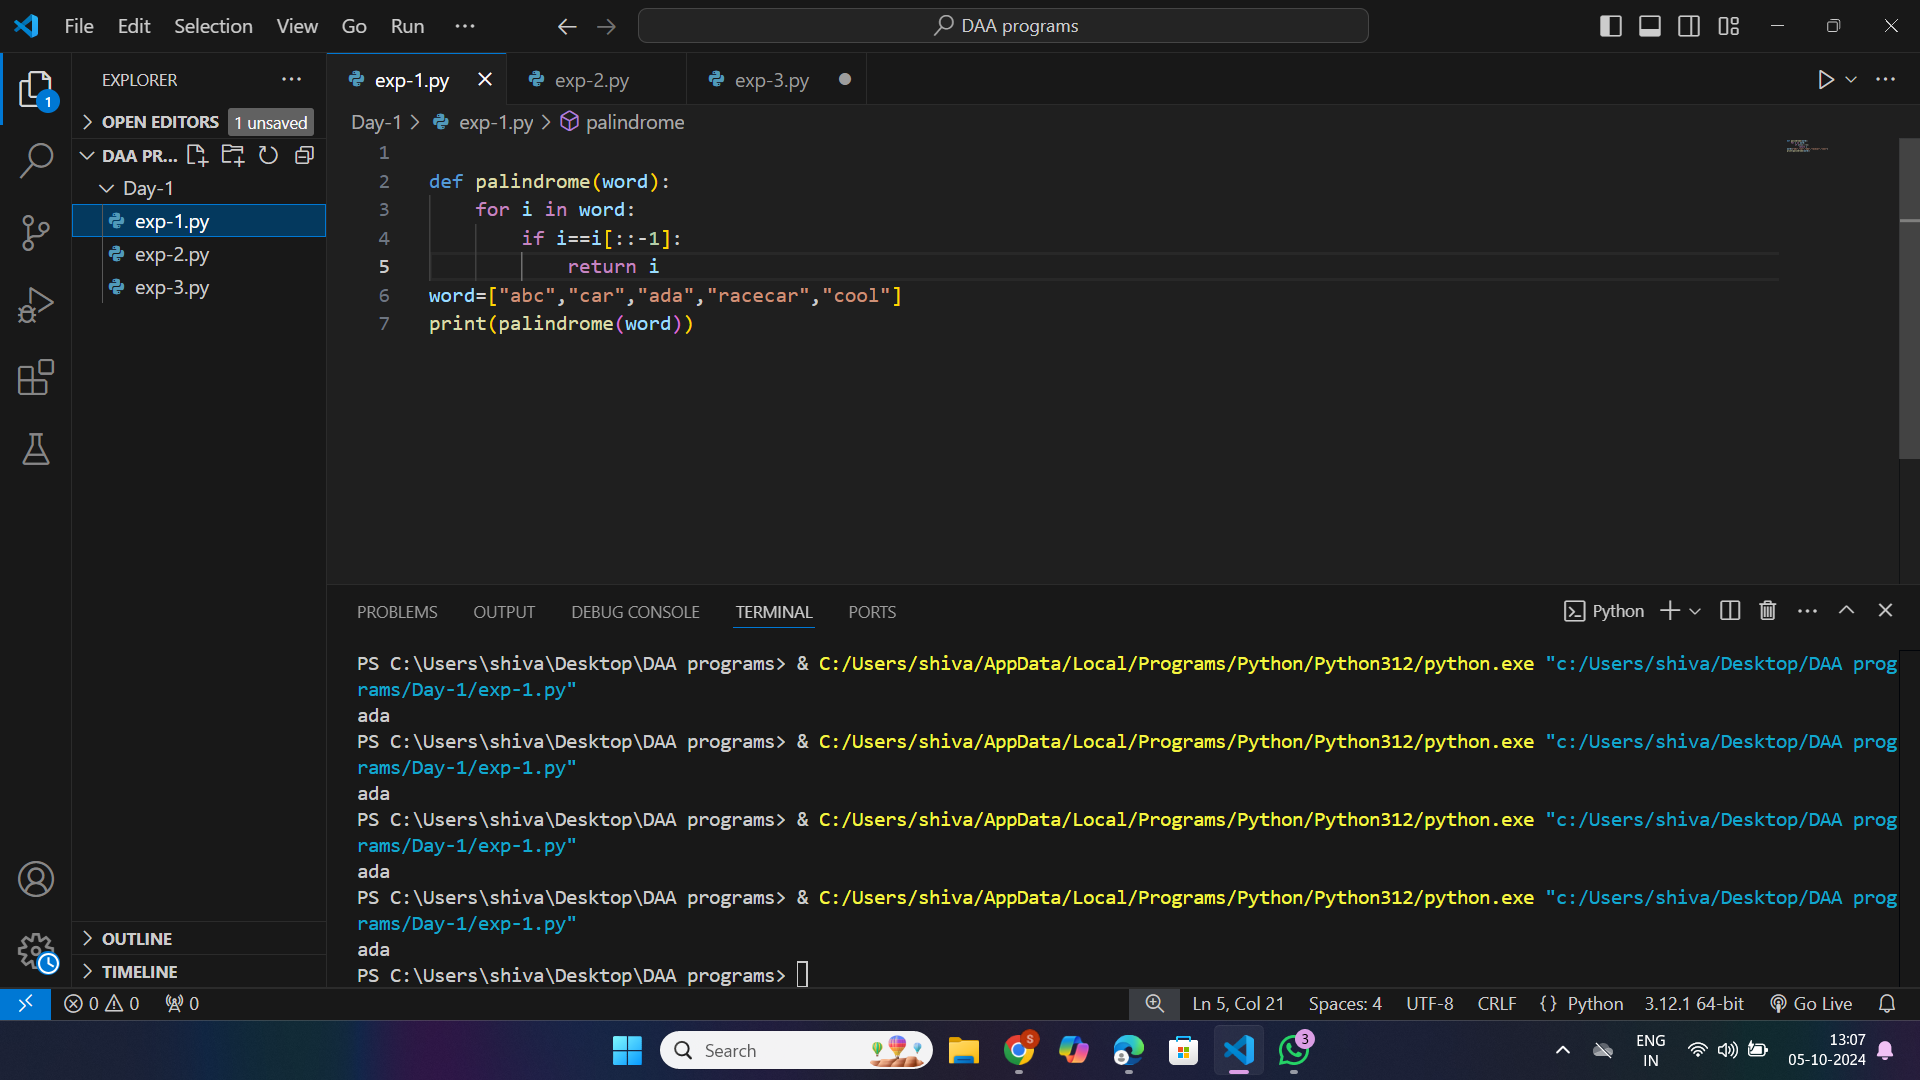 File Edit Selection View Go Run ··· DAA programs
EXPLORER ···
OPEN EDITORS 1 unsaved
DAA PR...
Day-1
exp-1.py
exp-2.py
exp-3.py
OUTLINE
TIMELINE
1
exp-1.py exp-2.py exp-3.py
Day-1 > exp-1.py > palindrome
1
2 def palindrome(word):
3 for i in word:
4 if i==i[::-1]:
5 return i
6 word=["abc","car","ada","racecar","cool"]
7 print(palindrome(word))
PROBLEMS OUTPUT DEBUG CONSOLE TERMINAL PORTS Python
PS C:\Users\shiva\Desktop\DAA programs> & C:/Users/shiva/AppData/Local/Programs/Python/Python312/python.exe "c:/Users/shiva/Desktop/DAA prog
rams/Day-1/exp-1.py"
ada
PS C:\Users\shiva\Desktop\DAA programs> & C:/Users/shiva/AppData/Local/Programs/Python/Python312/python.exe "c:/Users/shiva/Desktop/DAA prog
rams/Day-1/exp-1.py"
ada
PS C:\Users\shiva\Desktop\DAA programs> & C:/Users/shiva/AppData/Local/Programs/Python/Python312/python.exe "c:/Users/shiva/Desktop/DAA prog
rams/Day-1/exp-1.py"
ada
PS C:\Users\shiva\Desktop\DAA programs> & C:/Users/shiva/AppData/Local/Programs/Python/Python312/python.exe "c:/Users/shiva/Desktop/DAA prog
rams/Day-1/exp-1.py"
ada
PS C:\Users\shiva\Desktop\DAA programs>
0 0 0 Ln 5, Col 21 Spaces: 4 UTF-8 CRLF {} Python 3.12.1 64-bit Go Live
Search S 3 ENG 13:07
IN 05-10-2024